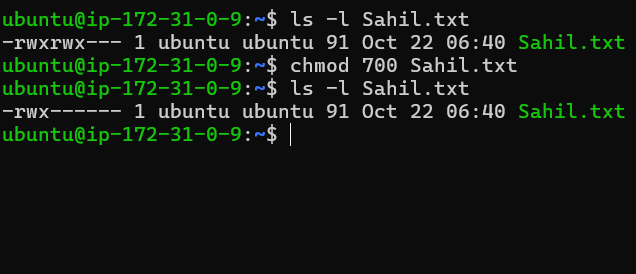 ubuntu@ip-172-31-0-9:~$ ls -l Sahil.txt
-rwxrwx--- 1 ubuntu ubuntu 91 Oct 22 06:40 Sahil.txt
ubuntu@ip-172-31-0-9:~$ chmod 700 Sahil.txt
ubuntu@ip-172-31-0-9:~$ ls -l Sahil.txt
-rwx------ 1 ubuntu ubuntu 91 Oct 22 06:40 Sahil.txt
ubuntu@ip-172-31-0-9:~$